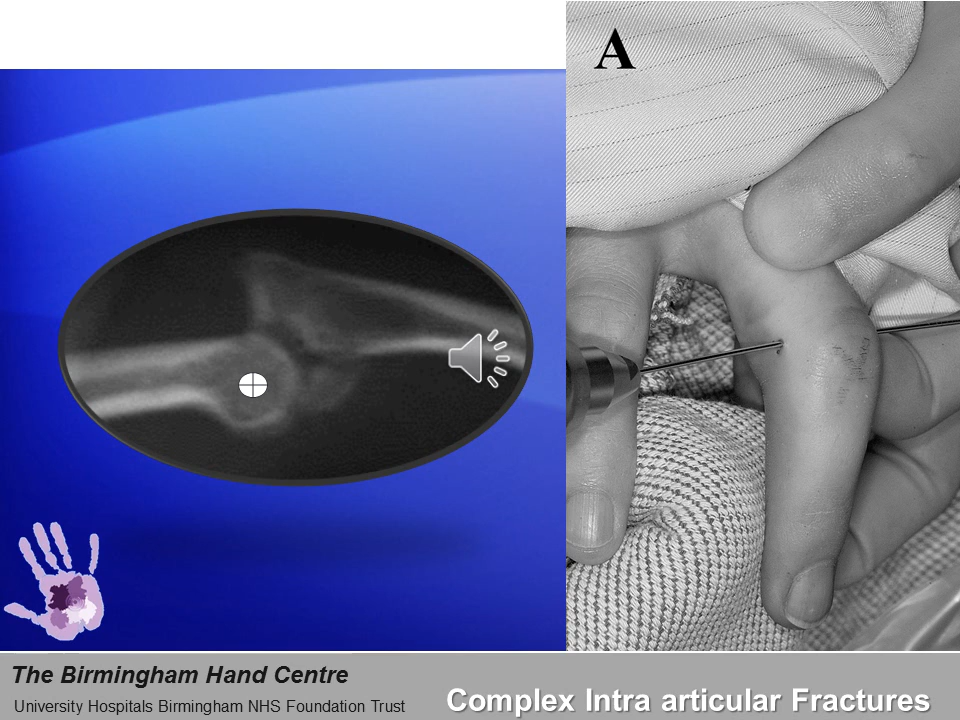 A
The Birmingham Hand Centre
University Hospitals Birmingham NHS Foundation Trust
Complex Intra articular Fractures